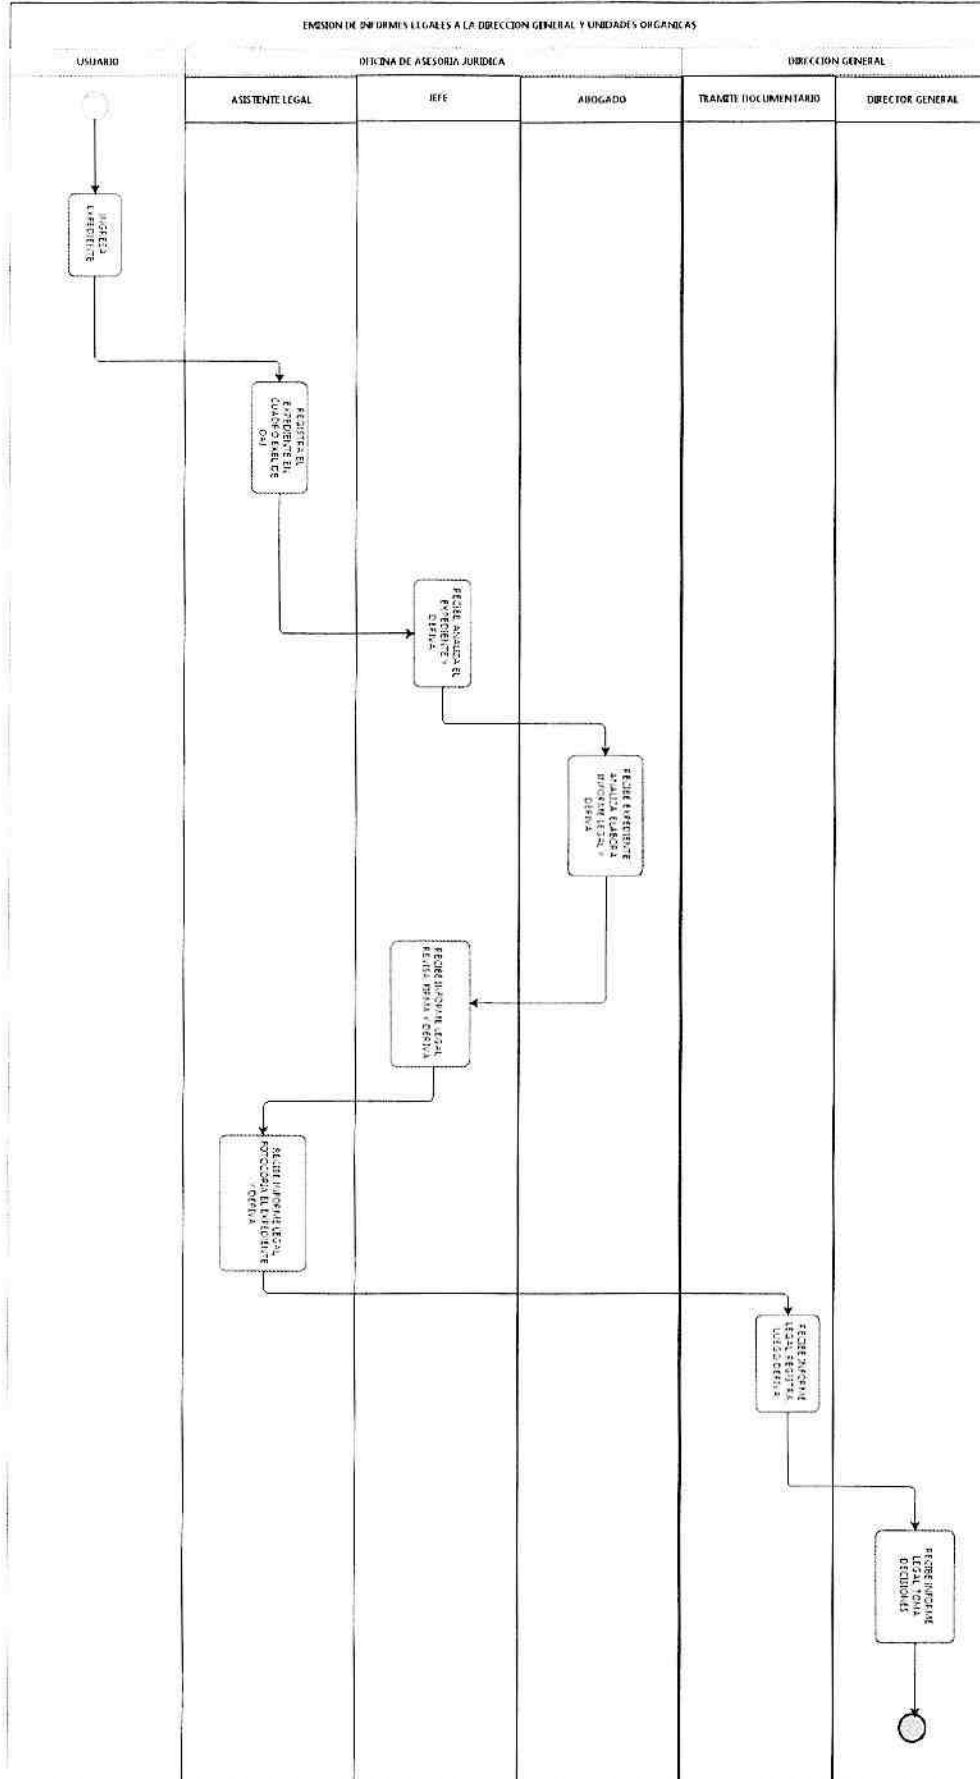 EMISION DE INFORMES LEGALES A LA DIRECCION GENERAL Y UNIDADES ORGANICAS
USUARIO
OFICINA DE ASESORIA JURIDICA
DIRECCION GENERAL
ASISTENTE LEGAL
JEFE
ABOGADO
TRAMITE DOCUMENTARIO
DIRECTOR GENERAL
INGRESA
EXPEDIENTE
REGISTRA EL
EXPEDIENTE EN
CUADRO EXEL DE
OAJ
RECIBE ANALIZA EL
EXPEDIENTE Y
DERIVA
RECIBE EXPEDIENTE
ANALIZA ELABORA
INFORME LEGAL Y
DERIVA
RECIBE INFORME LEGAL
REVISA FIRMA Y DERIVA
RECIBE INFORME LEGAL
FOTOCOPIA EL EXPEDIENTE
Y DERIVA
RECIBE INFORME
LEGAL REGISTRA
LUEGO DERIVA
RECIBE INFORME
LEGAL TOMA
DECISIONES